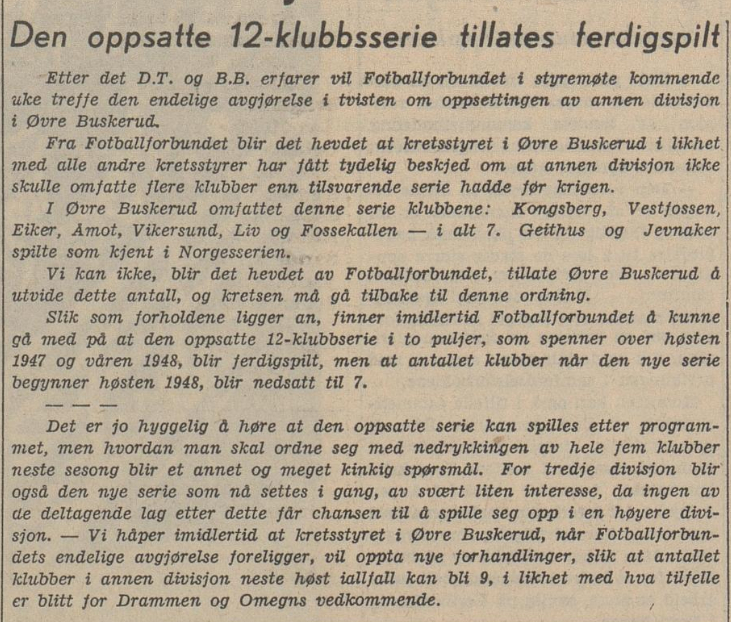 Den oppsatte 12-klubbsserie tillates ferdigspilt
Etter det D.T. og B.B. erfarer vil Fotballforbundet i styremøte kommende
uke treffe den endelige avgjørelse i tvisten om oppsettingen av annen divisjon
i Øvre Buskerud.
Fra Fotballforbundet blir det hevdet at kretsstyret i Øvre Buskerud i likhet
med alle andre kretsstyrer har fått tydelig beskjed om at annen divisjon ikke
skulle omfatte flere klubber enn tilsvarende serie hadde før krigen.
I Øvre Buskerud omfattet denne serie klubbene: Kongsberg, Vestfossen,
Eiker, Åmot, Vikersund, Liv og Fossekallen — i alt 7. Geithus og Jevnaker
spilte som kjent i Norgesserien.
Vi kan ikke, blir det hevdet av Fotballforbundet, tillate Øvre Buskerud å
utvide dette antall, og kretsen må gå tilbake til denne ordning.
Slik som forholdene ligger an, finner imidlertid Fotballforbundet å kunne
gå med på at den oppsatte 12-klubbserie i to puljer, som spenner over høsten
1947 og våren 1948, blir ferdigspilt, men at antallet klubber når den nye serie
begynner høsten 1948, blir nedsatt til 7.
— — —
Det er jo hyggelig å høre at den oppsatte serie kan spilles etter program-
met, men hvordan man skal ordne seg med nedrykkingen av hele fem klubber
neste sesong blir et annet og meget kinkig spørsmål. For tredje divisjon blir
også den nye serie som nå settes i gang, av svært liten interesse, da ingen av
de deltagende lag etter dette får chansen til å spille seg opp i en høyere divi-
sjon. — Vi håper imidlertid at kretsstyret i Øvre Buskerud, når Fotballforbun-
dets endelige avgjørelse foreligger, vil oppta nye forhandlinger, slik at antallet
klubber i annen divisjon neste høst iallfall kan bli 9, i likhet med hva tilfelle
er blitt for Drammen og Omegns vedkommende.